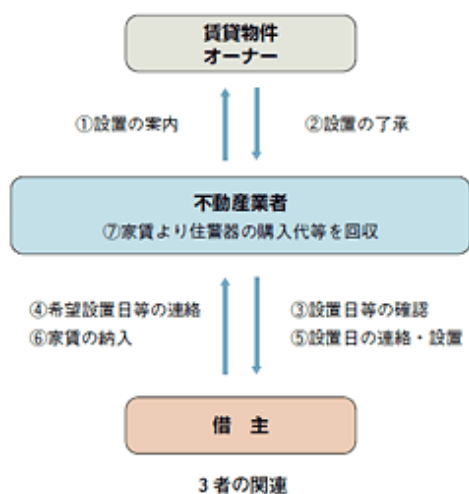 賃貸物件
オーナー
①設置の案内
②設置の了承
不動産業者
⑦家賃より住警器の購入代等を回収
④希望設置日等の連絡
⑥家賃の納入
③設置日等の確認
⑤設置日の連絡・設置
借 主
3者の関連